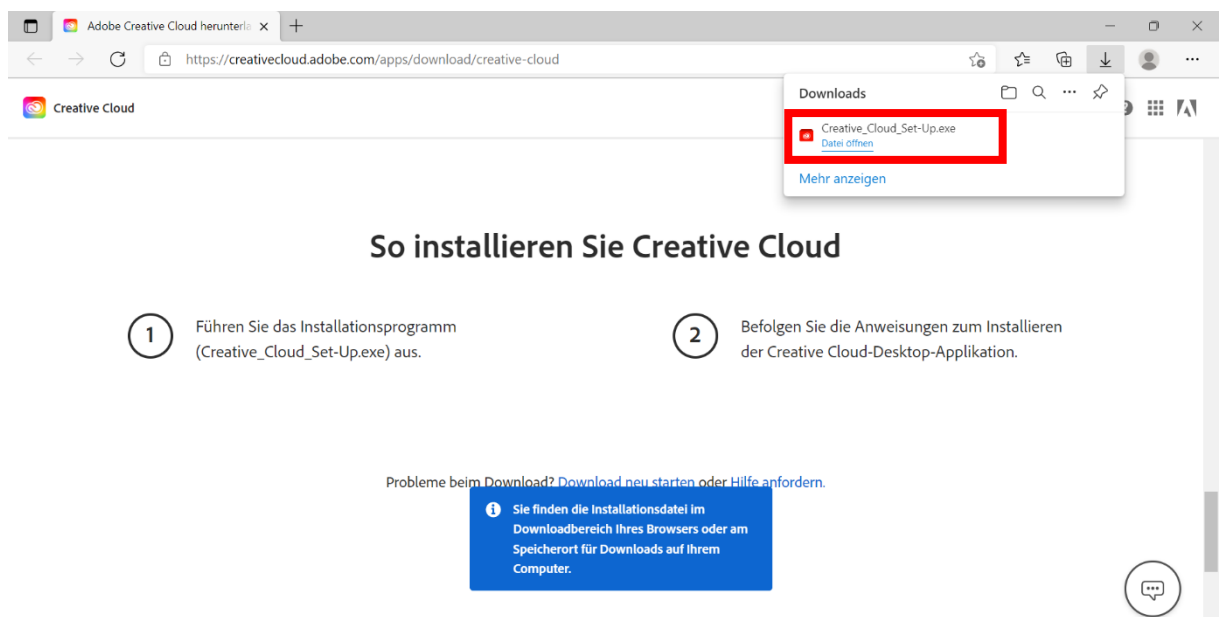 Adobe Creative Cloud herunterla
https://creativecloud.adobe.com/apps/download/creative-cloud
Creative Cloud
Downloads
Creative_Cloud_Set-Up.exe
Datei öffnen
Mehr anzeigen
So installieren Sie Creative Cloud
1
Führen Sie das Installationsprogramm
(Creative_Cloud_Set-Up.exe) aus.
2
Befolgen Sie die Anweisungen zum Installieren
der Creative Cloud-Desktop-Applikation.
Probleme beim Download? Download neu starten oder Hilfe anfordern.
Sie finden die Installationsdatei im
Downloadbereich Ihres Browsers oder am
Speicherort für Downloads auf Ihrem
Computer.